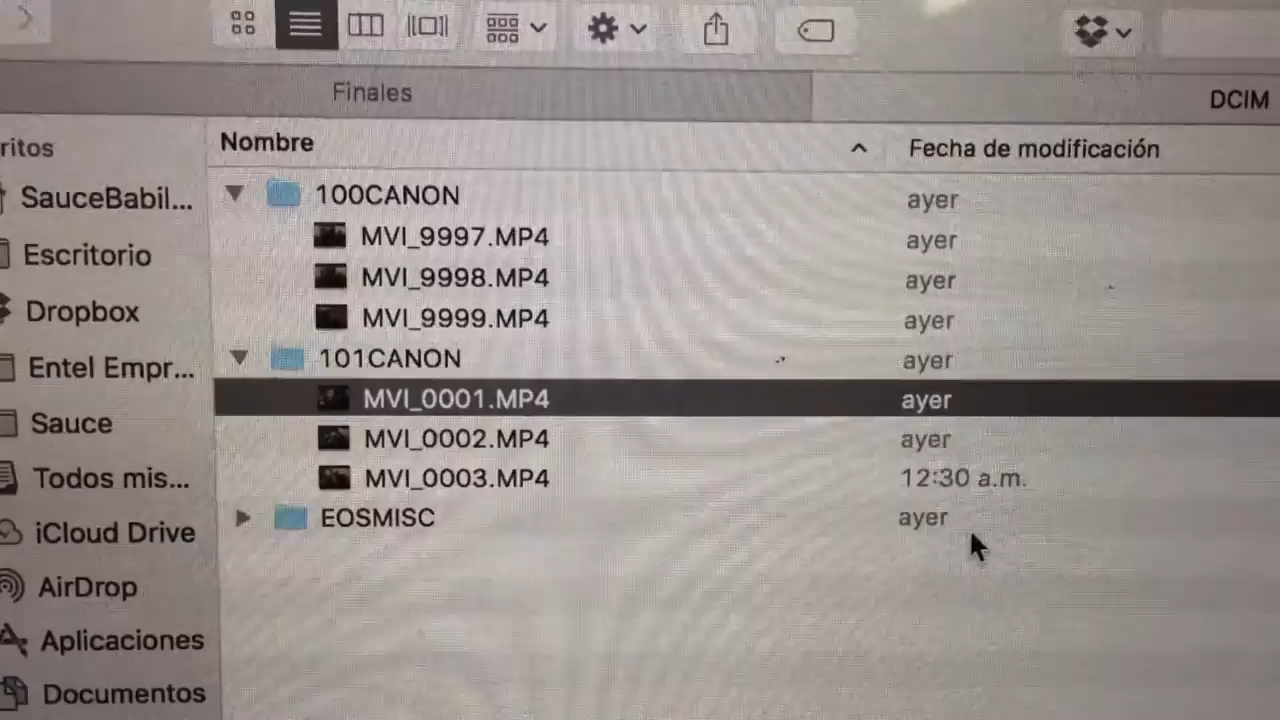 Finales
DCIM
ritos
Nombre
Fecha de modificación
SauceBabil...
100CANON
ayer
MVI_9997.MP4
ayer
Escritorio
MVI_9998.MP4
ayer
Dropbox
MVI_9999.MP4
ayer
Entel Empr...
101CANON
ayer
MVI_0001.MP4
ayer
Sauce
MVI_0002.MP4
ayer
Todos mis...
MVI_0003.MP4
12:30 a.m.
iCloud Drive
EOSMISC
ayer
AirDrop
Aplicaciones
Documentos